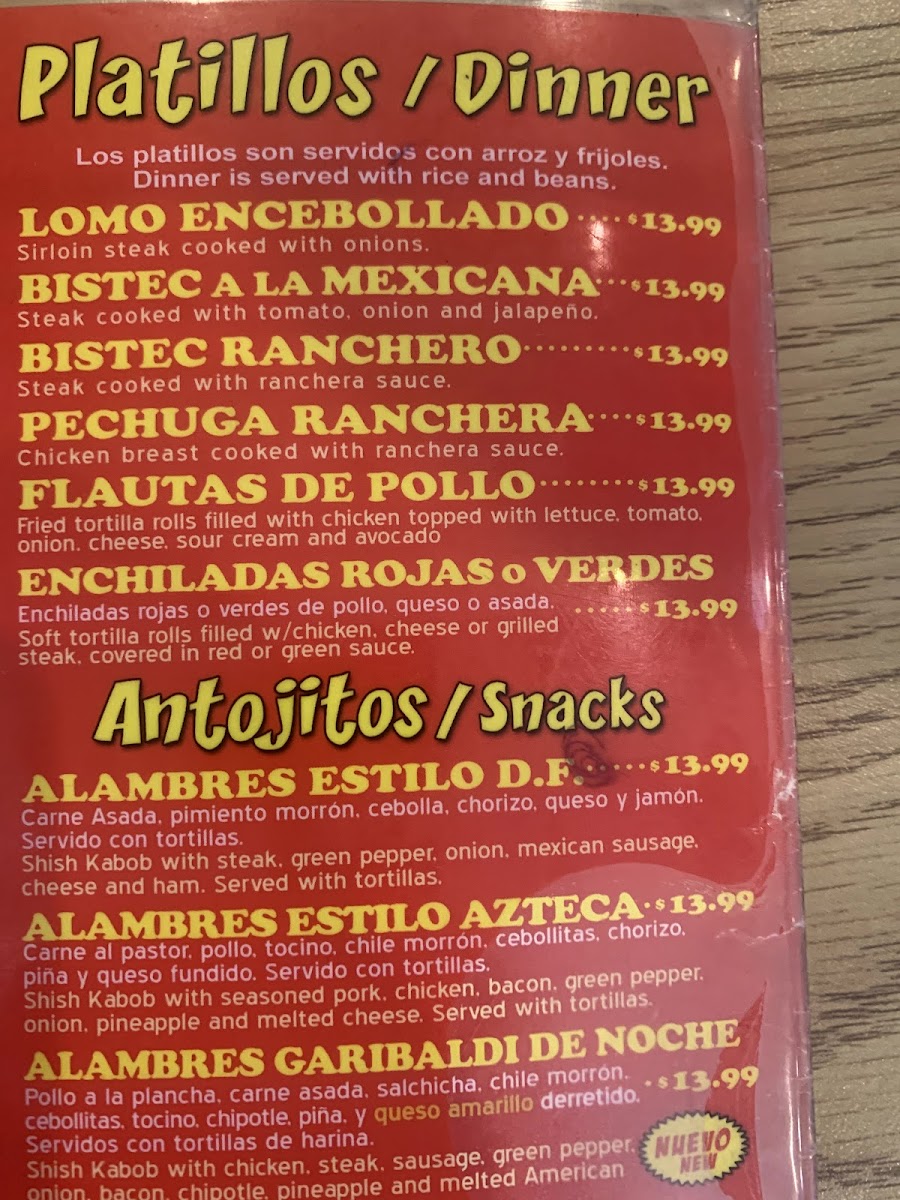 Platillos / Dinner
Los platillos son servidos con arroz y frijoles.
Dinner is served with rice and beans.
LOMO ENCEBOLLADO ···· $13.99
Sirloin steak cooked with onions.
BISTEC A LA MEXICANA ··· $13.99
Steak cooked with tomato, onion and jalapeño.
BISTEC RANCHERO ········· $13.99
Steak cooked with ranchera sauce.
PECHUGA RANCHERA ···· $13.99
Chicken breast cooked with ranchera sauce.
FLAUTAS DE POLLO ········ $13.99
Fried tortilla rolls filled with chicken topped with lettuce, tomato,
onion, cheese, sour cream and avocado
ENCHILADAS ROJAS o VERDES
Enchiladas rojas o verdes de pollo, queso o asada. ····· $13.99
Soft tortilla rolls filled w/chicken, cheese or grilled
steak, covered in red or green sauce.
Antojitos / Snacks
ALAMBRES ESTILO D.F. ····· $13.99
Carne Asada, pimiento morrón, cebolla, chorizo, queso y jamón.
Servido con tortillas.
Shish Kabob with steak, green pepper, onion, mexican sausage,
cheese and ham. Served with tortillas.
ALAMBRES ESTILO AZTECA · $13.99
Carne al pastor, pollo, tocino, chile morrón, cebollitas, chorizo,
piña y queso fundido. Servido con tortillas.
Shish Kabob with seasoned pork, chicken, bacon, green pepper,
onion, pineapple and melted cheese. Served with tortillas.
ALAMBRES GARIBALDI DE NOCHE
Pollo a la plancha, carne asada, salchicha, chile morrón, · $13.99
cebollitas, tocino, chipotle, piña, y queso amarillo derretido.
Servidos con tortillas de harina.
NUEVO
NEW
Shish Kabob with chicken, steak, sausage, green pepper,
onion, bacon, chipotle, pineapple and melted American